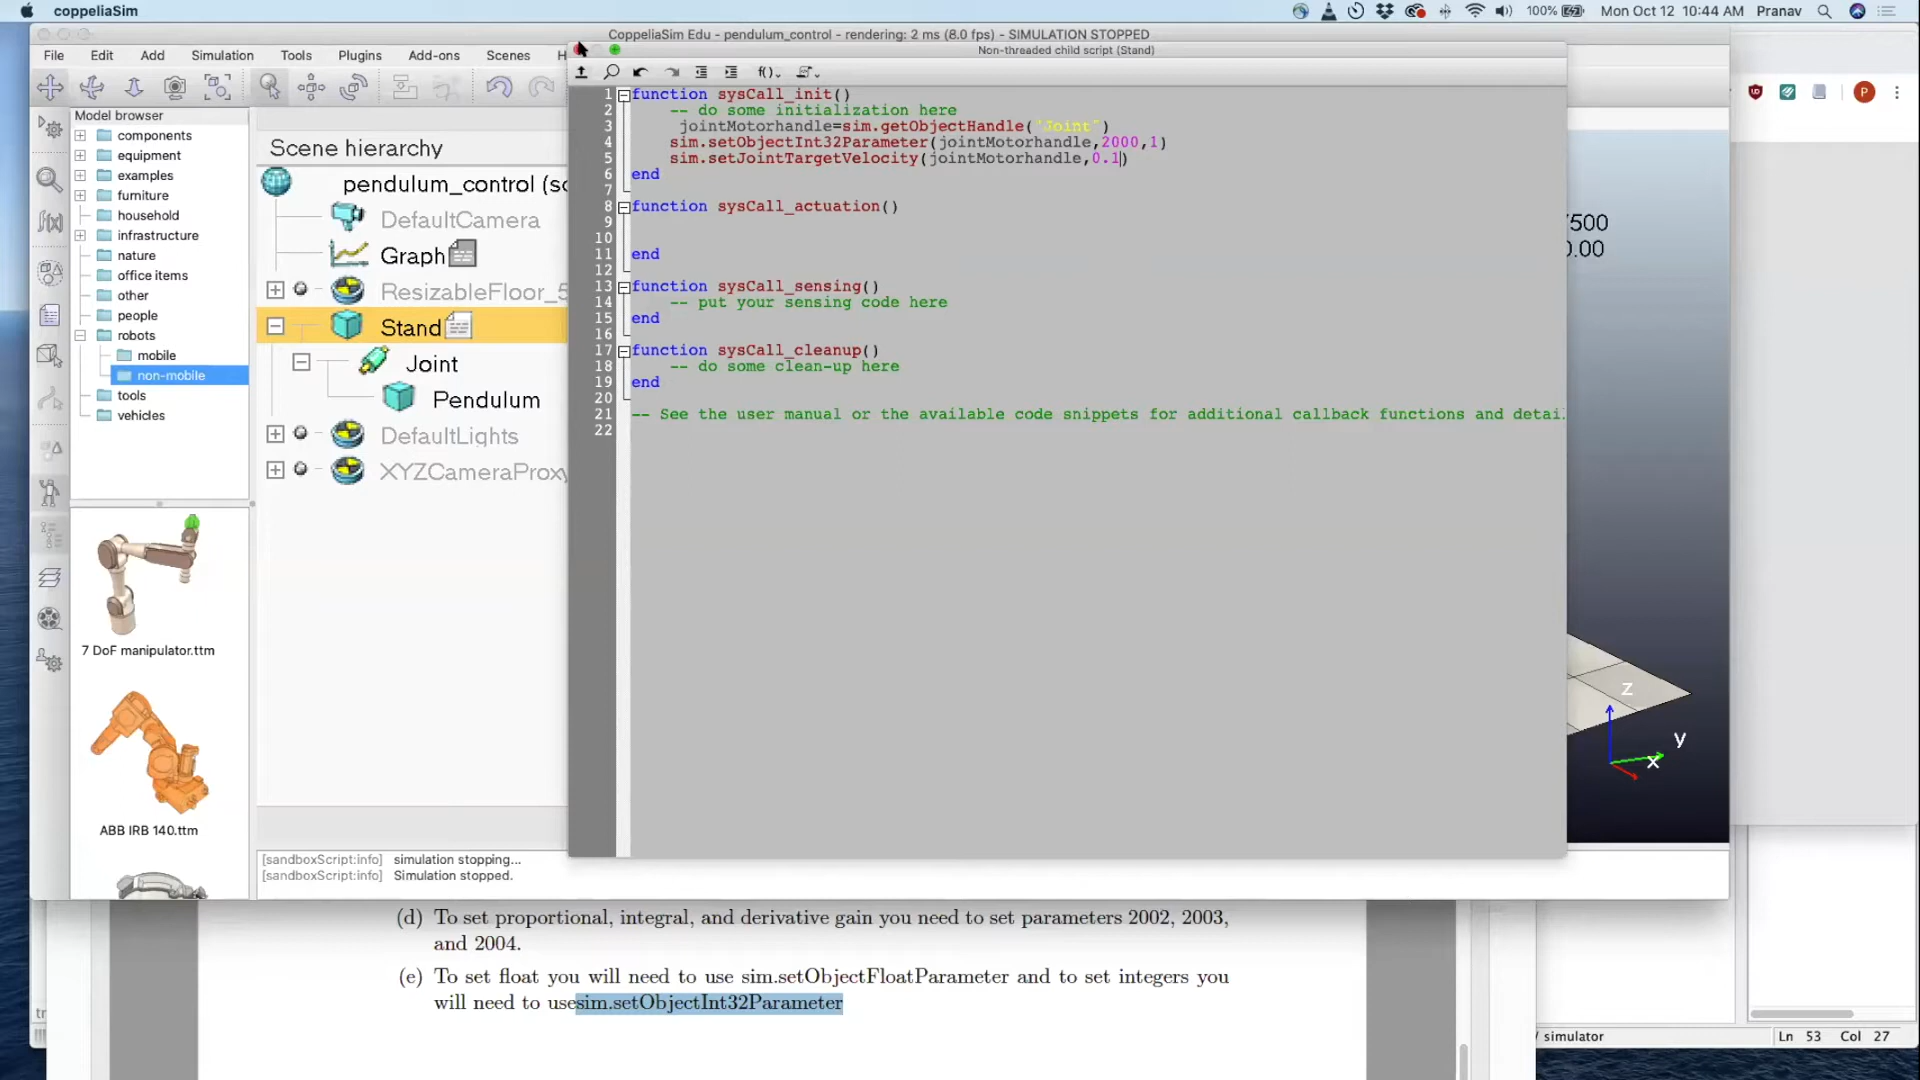 coppeliaSim
100%
Mon Oct 12 10:44 AM
Pranav
CoppeliaSim Edu - pendulum_control - rendering: 2 ms (8.0 fps) - SIMULATION STOPPED
Non-threaded child script (Stand)
File Edit Add Simulation Tools Plugins Add-ons Scenes H
f()
Model browser
components
equipment
examples
furniture
household
infrastructure
nature
office items
other
people
robots
mobile
non-mobile
tools
vehicles
7 DoF manipulator.ttm
ABB IRB 140.ttm
Scene hierarchy
pendulum_control (sc
DefaultCamera
Graph
ResizableFloor_5
Stand
Joint
Pendulum
DefaultLights
XYZCameraProxy
1 function sysCall_init()
2 -- do some initialization here
3 jointMotorhandle=sim.getObjectHandle("Joint")
4 sim.setObjectInt32Parameter(jointMotorhandle,2000,1)
5 sim.setJointTargetVelocity(jointMotorhandle,0.1)
6 end
7
8 function sysCall_actuation()
9
10
11 end
12
13 function sysCall_sensing()
14 -- put your sensing code here
15 end
16
17 function sysCall_cleanup()
18 -- do some clean-up here
19 end
20
21 -- See the user manual or the available code snippets for additional callback functions and detail
22
500
0.00
z
y
x
P
[sandboxScript:info] simulation stopping...
[sandboxScript:info] Simulation stopped.
(d) To set proportional, integral, and derivative gain you need to set parameters 2002, 2003,
and 2004.
(e) To set float you will need to use sim.setObjectFloatParameter and to set integers you
will need to usesim.setObjectInt32Parameter
/ simulator
Ln 53 Col 27